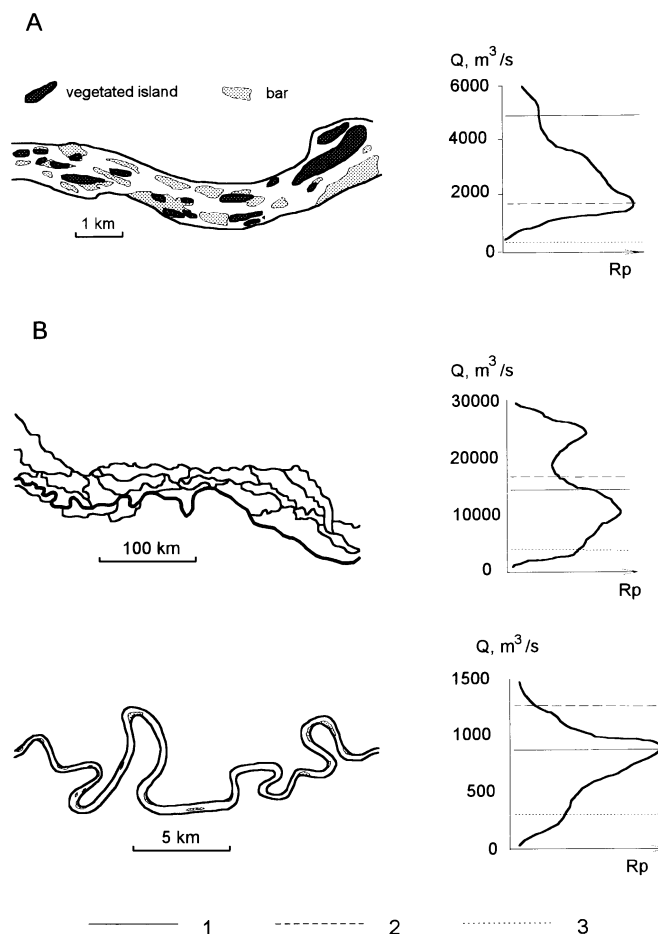 A
Q, m³/s
vegetated island
bar
6000
4000
2000
0
1 km
Rp
B
Q, m³/s
30000
20000
10000
0
100 km
Rp
Q, m³/s
1500
1000
500
0
5 km
Rp
1
2
3